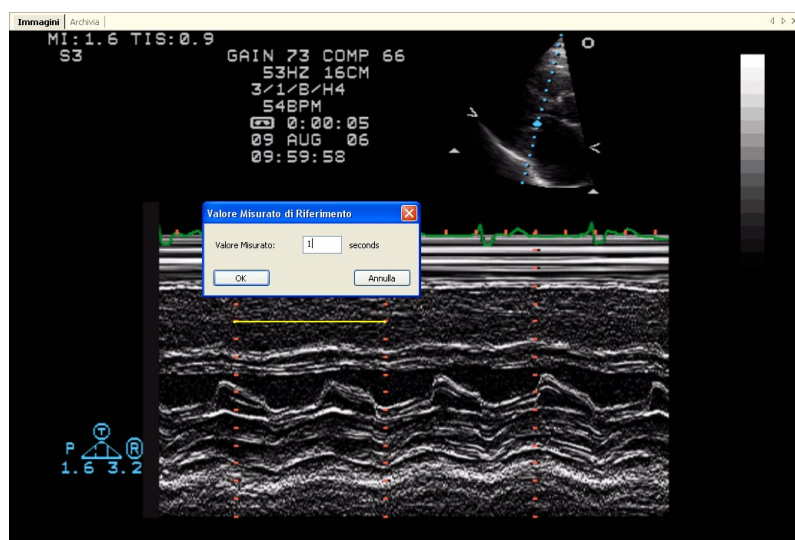 Immagini Archivia
MI:1.6 TIS:0.9
S3
GAIN 73 COMP 66
53HZ 16CM
3/1/B/H4
54BPM
0:00:05
09 AUG 06
09:59:58
Valore Misurato di Riferimento
Valore Misurato: 1 seconds
OK Annulla
T
P R
1.6 3.2